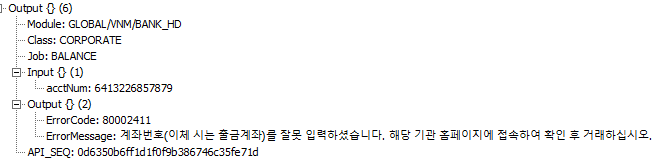 Output {} (6)
Module: GLOBAL/VNM/BANK_HD
Class: CORPORATE
Job: BALANCE
Input {} (1)
acctNum: 6413226857879
Output {} (2)
ErrorCode: 80002411
ErrorMessage: 계좌번호(이체 시는 출금계좌)를 잘못 입력하셨습니다. 해당 기관 홈페이지에 접속하여 확인 후 거래하십시오.
API_SEQ: 0d6350b6ff1d1f0f9b386746c35fe71d